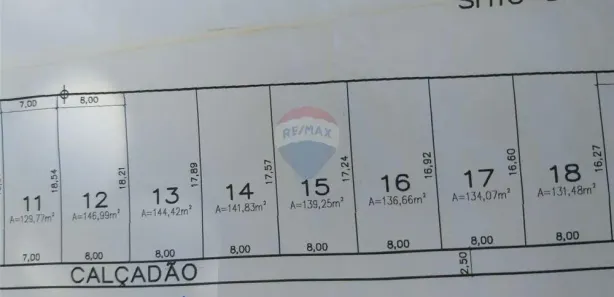 SÍTIO
7,00 8,00
RE/MAX
18,54 18,21 17,89 17,57 17,24 16,92 16,60 16,27
11 12 13 14 15 16 17 18
A=129,77m² A=146,99m² A=144,42m² A=141,83m² A=139,25m² A=136,66m² A=134,07m² A=131,48m²
7,00 8,00 8,00 8,00 8,00 8,00 8,00 8,00
CALÇADÃO 2,50